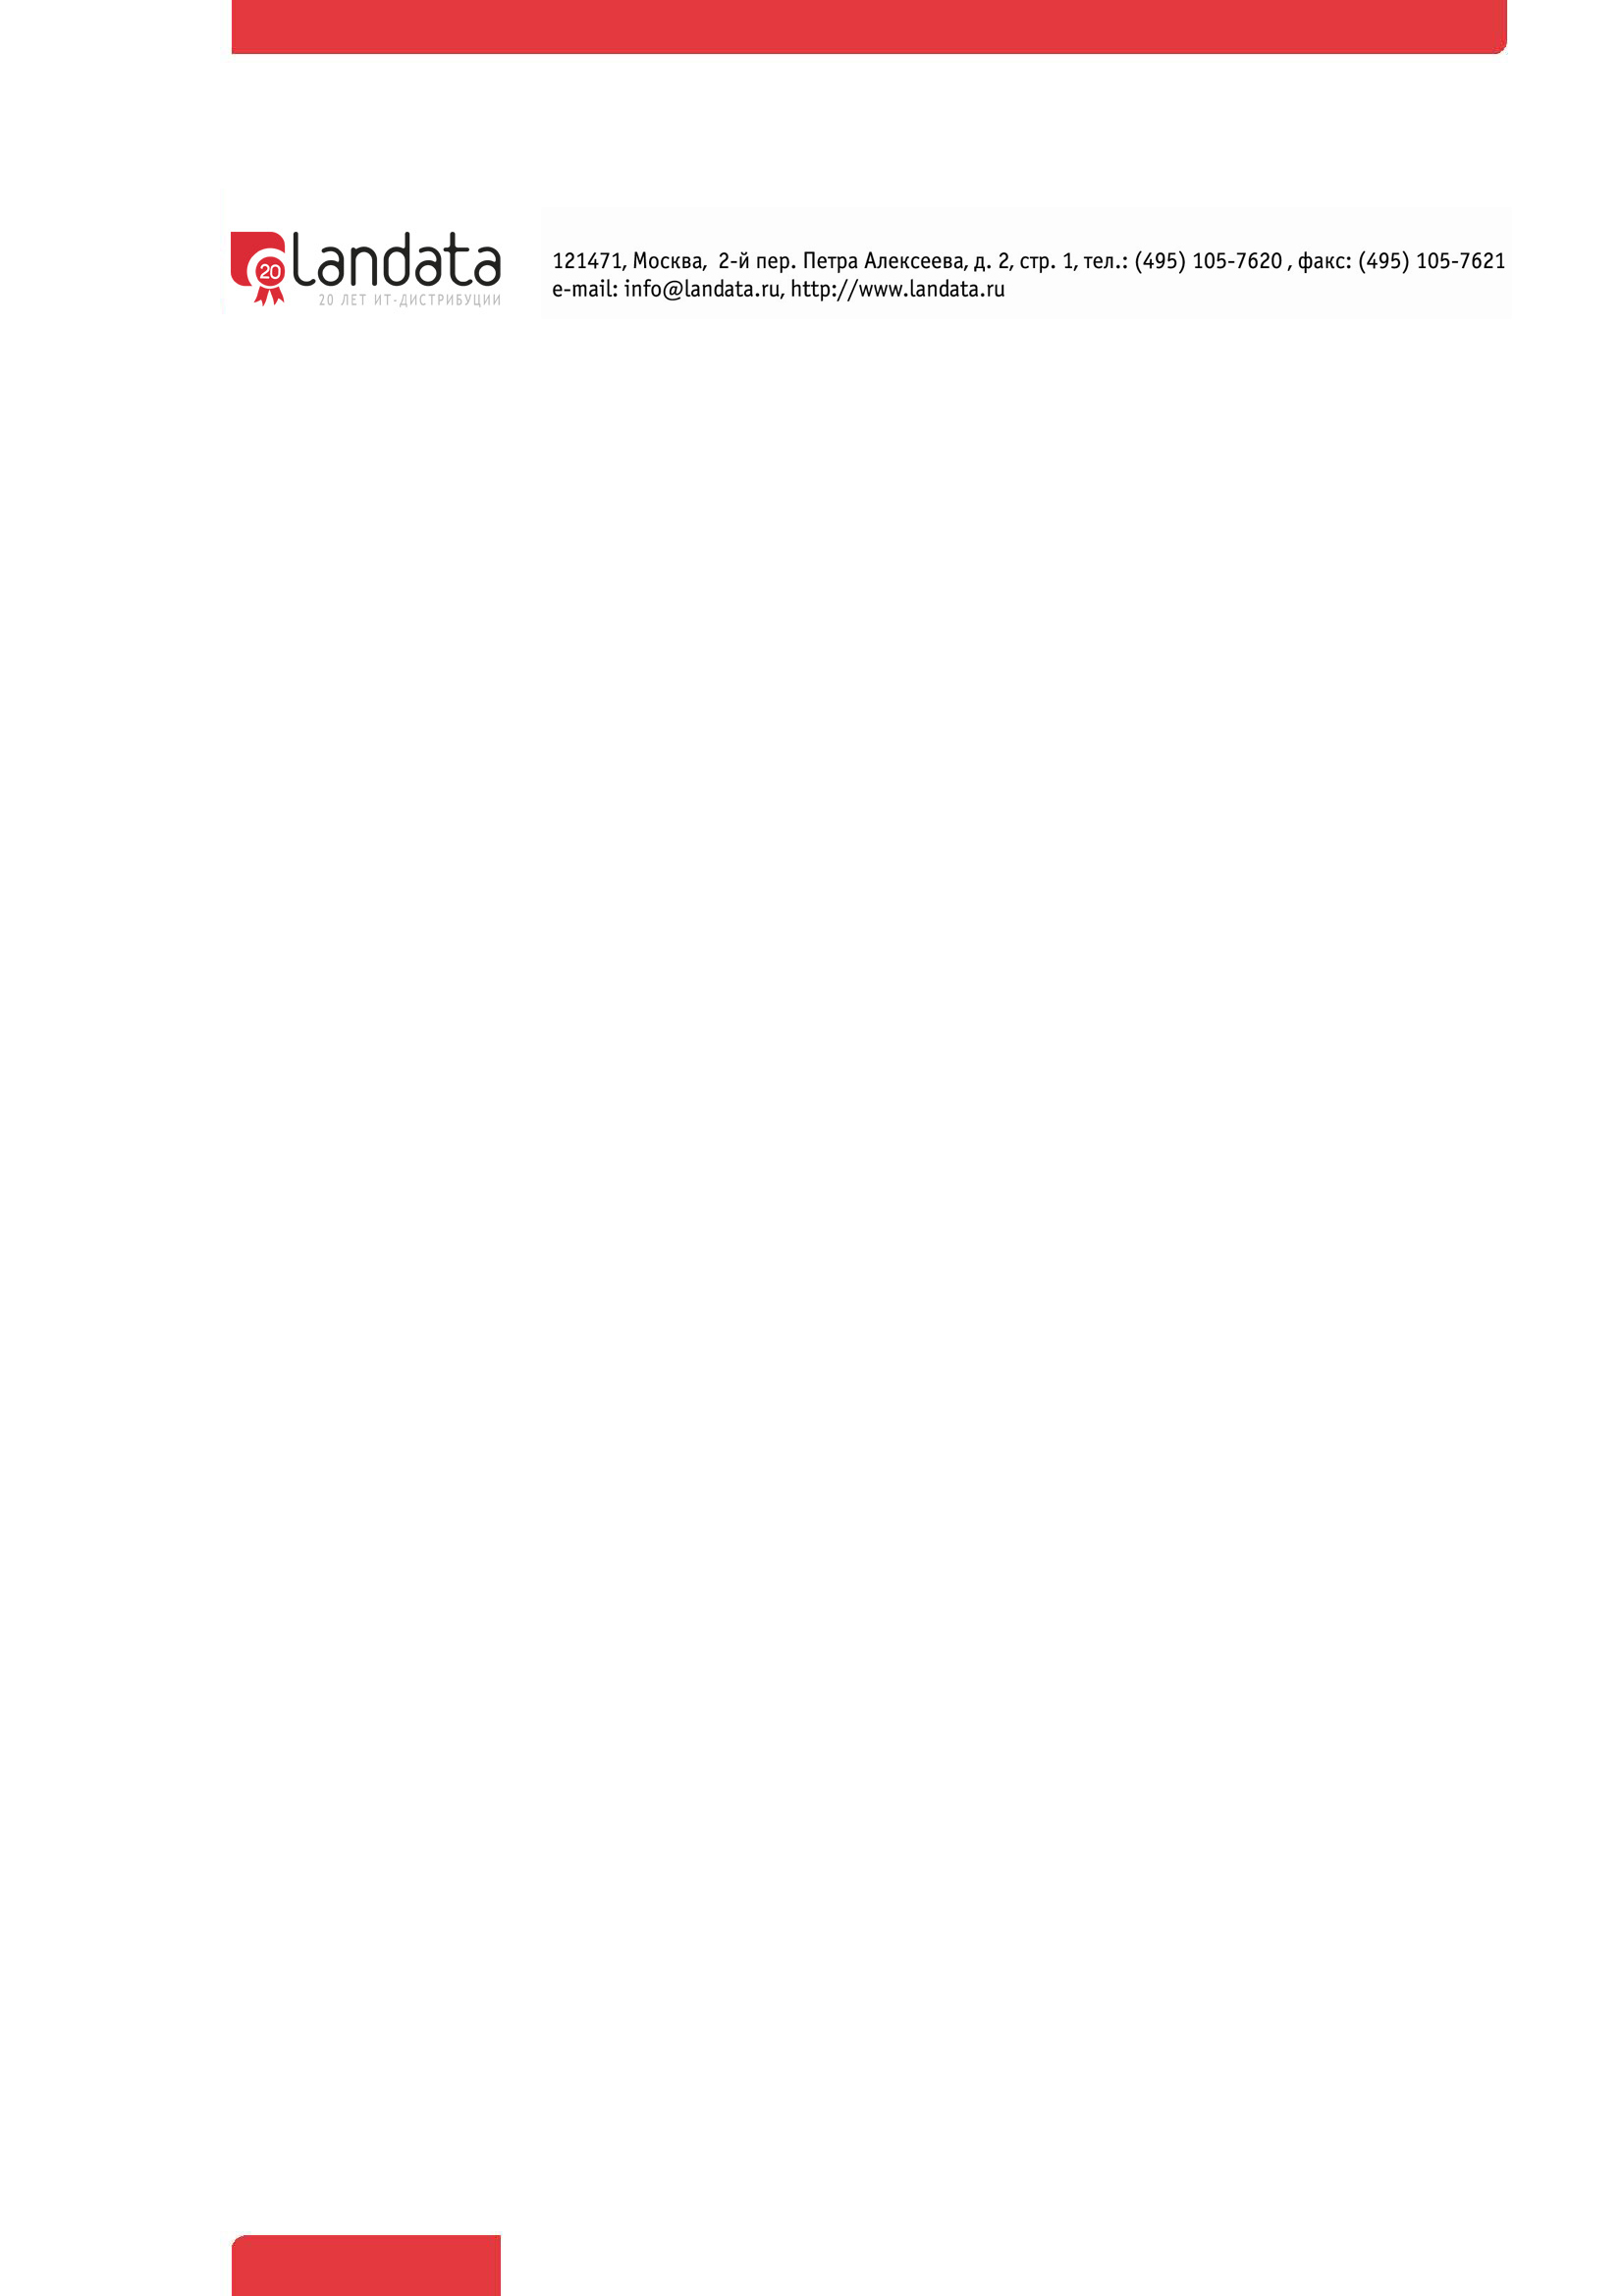 Landata
20
20 ЛЕТ ИТ-ДИСТРИБУЦИИ
121471, Москва,  2-й пер. Петра Алексеева, д. 2, стр. 1, тел.: (495) 105-7620 , факс: (495) 105-7621
e-mail: info@landata.ru, http://www.landata.ru